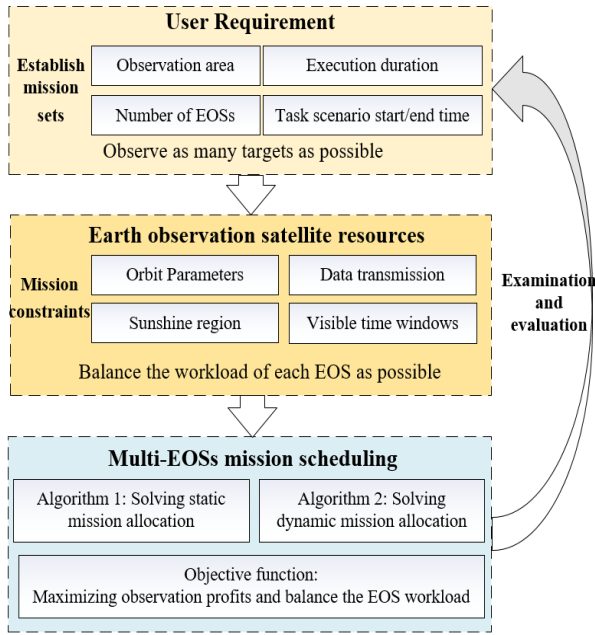 User Requirement
Establish
mission
sets
Observation area
Execution duration
Number of EOSs
Task scenario start/end time
Observe as many targets as possible
Earth observation satellite resources
Mission
constraints
Orbit Parameters
Data transmission
Sunshine region
Visible time windows
Balance the workload of each EOS as possible
Examination
and
evaluation
Multi-EOSs mission scheduling
Algorithm 1: Solving static
mission allocation
Algorithm 2: Solving
dynamic mission allocation
Objective function:
Maximizing observation profits and balance the EOS workload